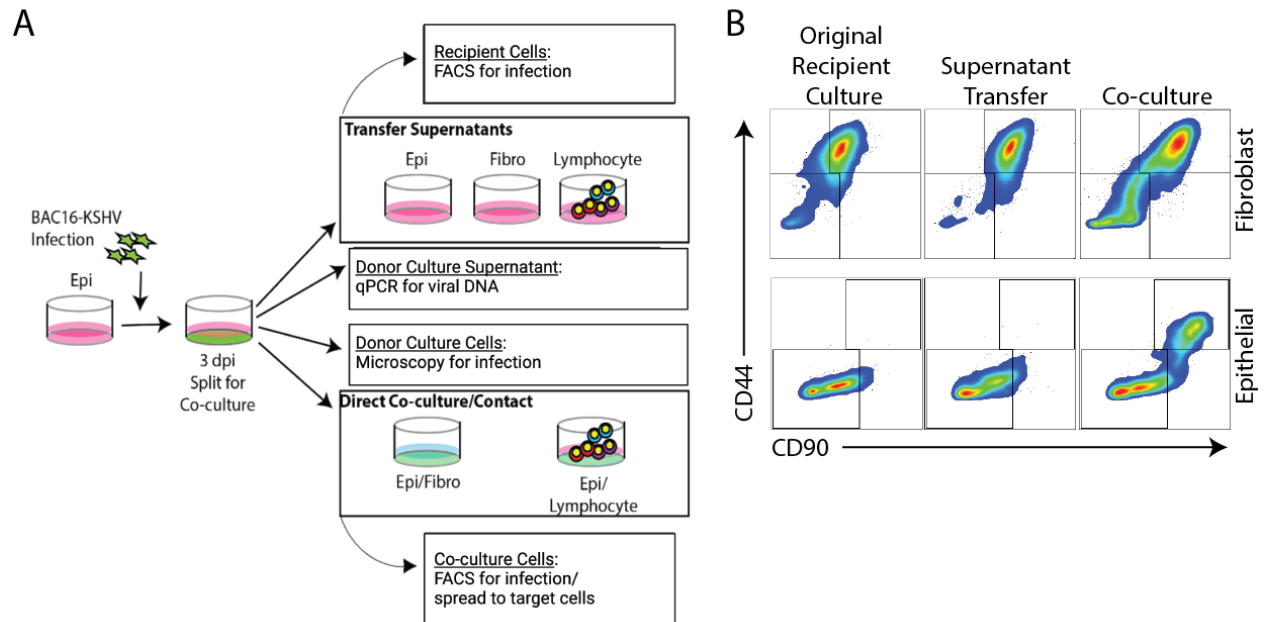 A
Recipient Cells:
FACS for infection
Transfer Supernatants
Epi
Fibro
Lymphocyte
BAC16-KSHV
Infection
Epi
3 dpi
Split for
Co-culture
Donor Culture Supernatant:
qPCR for viral DNA
Donor Culture Cells:
Microscopy for infection
Direct Co-culture/Contact
Epi/Fibro
Epi/
Lymphocyte
Co-culture Cells:
FACS for infection/
spread to target cells
B
Original
Recipient
Culture
Supernatant
Transfer
Co-culture
Fibroblast
Epithelial
CD44
CD90